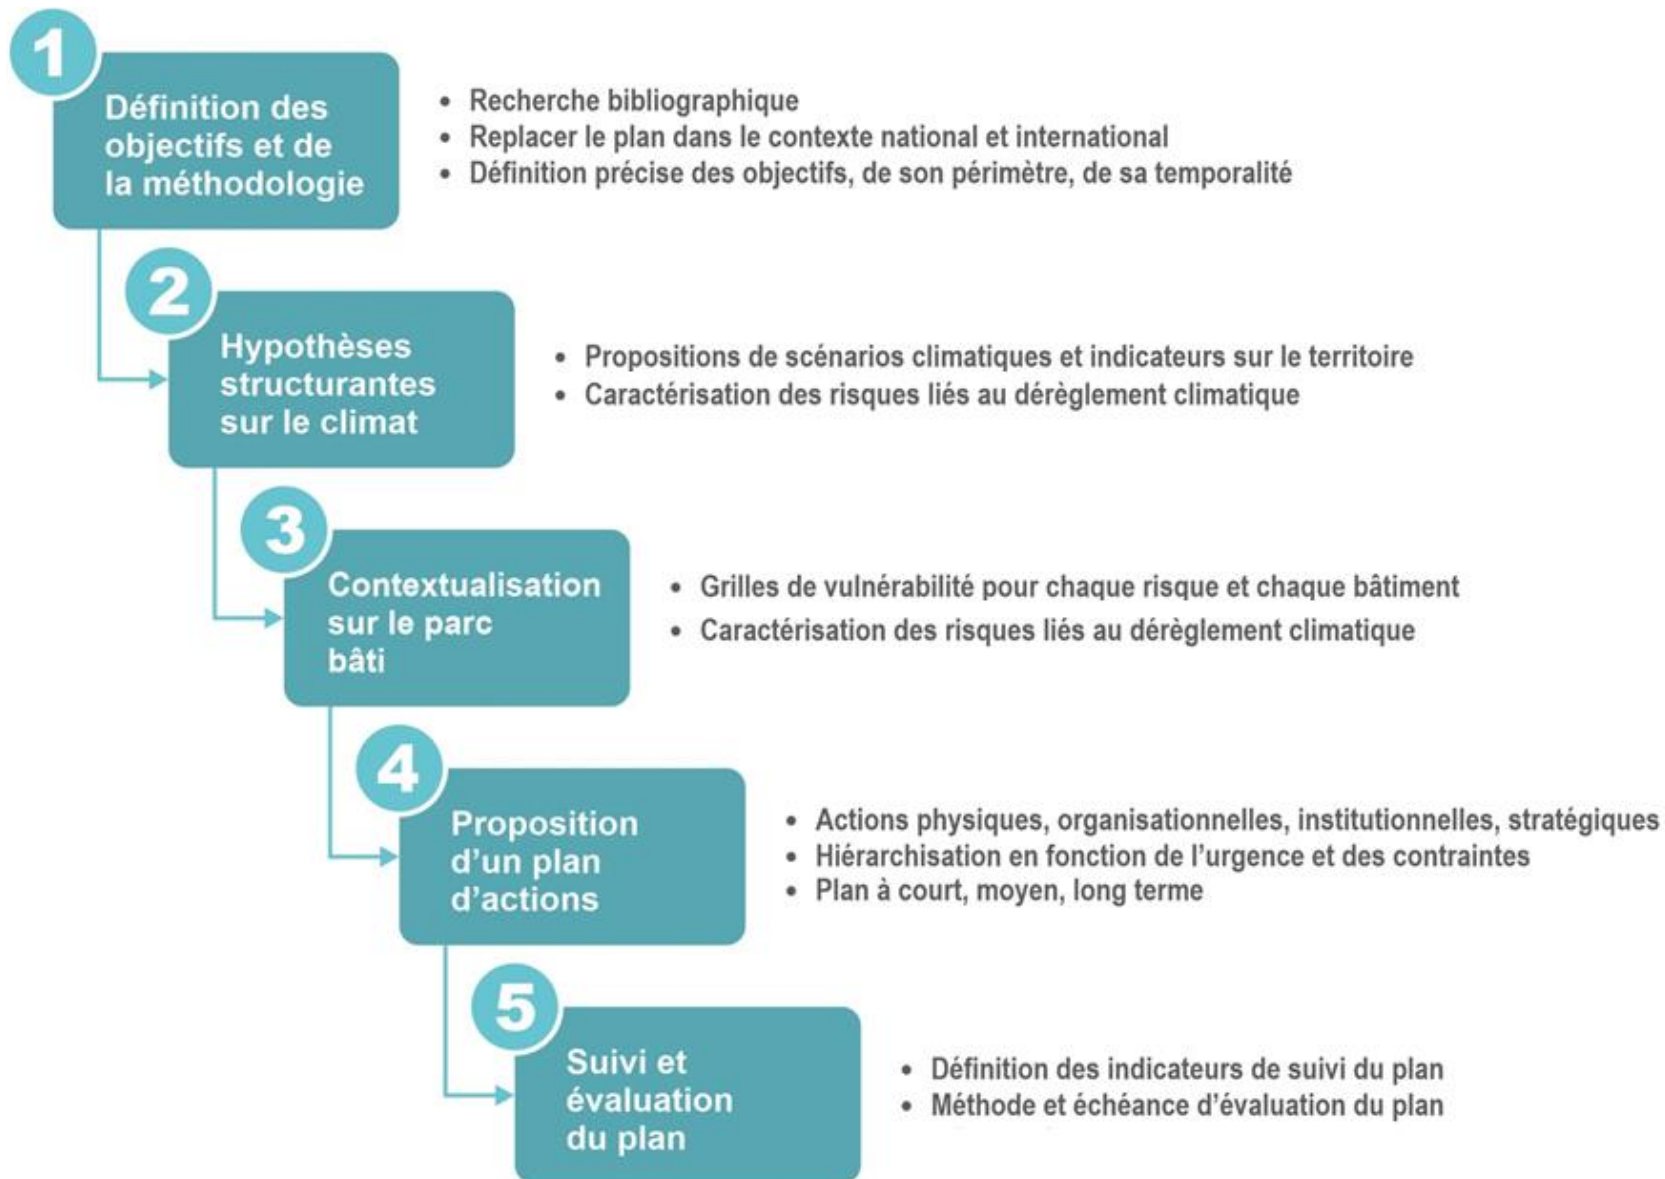 1
Définition des
objectifs et de
la méthodologie
• Recherche bibliographique
• Replacer le plan dans le contexte national et international
• Définition précise des objectifs, de son périmètre, de sa temporalité
2
Hypothèses
structurantes
sur le climat
• Propositions de scénarios climatiques et indicateurs sur le territoire
• Caractérisation des risques liés au dérèglement climatique
3
Contextualisation
sur le parc
bâti
• Grilles de vulnérabilité pour chaque risque et chaque bâtiment
• Caractérisation des risques liés au dérèglement climatique
4
Proposition
d'un plan
d'actions
• Actions physiques, organisationnelles, institutionnelles, stratégiques
• Hiérarchisation en fonction de l'urgence et des contraintes
• Plan à court, moyen, long terme
5
Suivi et
évaluation
du plan
• Définition des indicateurs de suivi du plan
• Méthode et échéance d'évaluation du plan